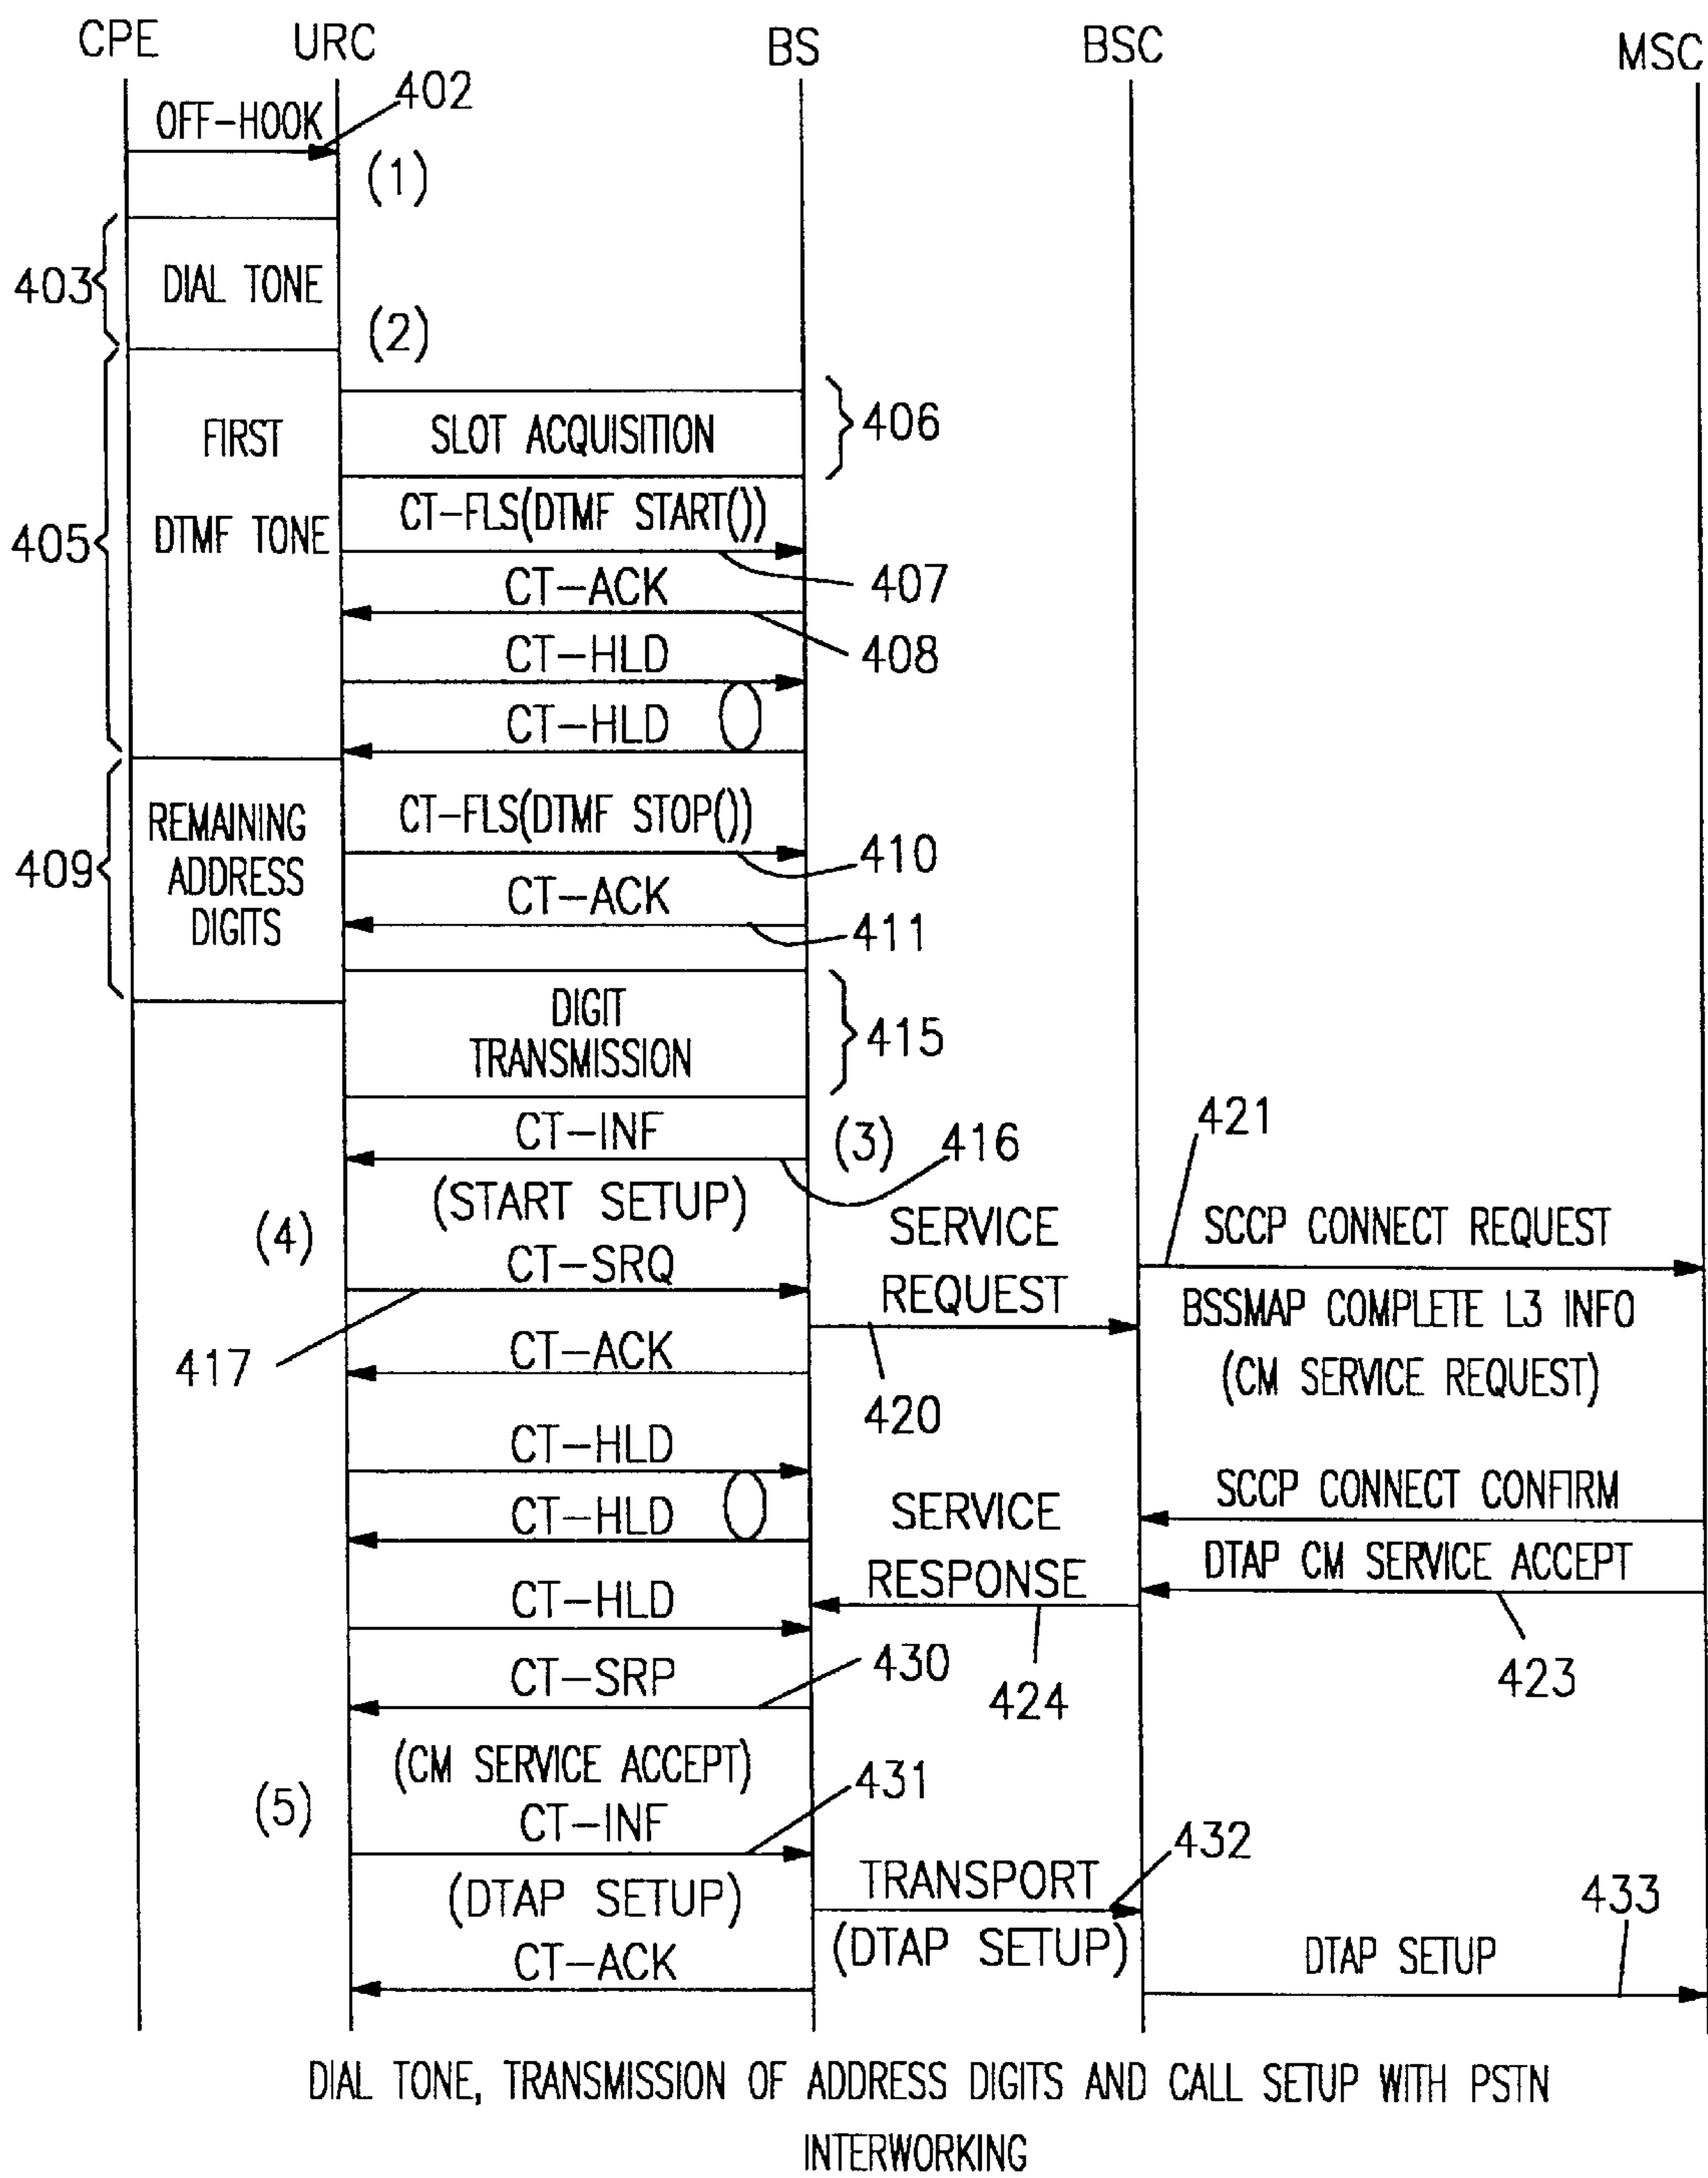 CPE URC BS BSC MSC
OFF-HOOK 402
(1)
403 DIAL TONE
(2)
FIRST SLOT ACQUISITION 406
405 DTMF TONE CT-FLS(DTMF START())
407
CT-ACK
408
CT-HLD
CT-HLD
409 REMAINING
ADDRESS
DIGITS
CT-FLS(DTMF STOP())
410
CT-ACK
411
DIGIT
TRANSMISSION
415
CT-INF (3) 416 421
(START SETUP)
(4)
SERVICE
REQUEST
SCCP CONNECT REQUEST
CT-SRQ
BSSMAP COMPLETE L3 INFO
417 CT-ACK (CM SERVICE REQUEST)
420
CT-HLD
CT-HLD
SERVICE
RESPONSE
SCCP CONNECT CONFIRM
DTAP CM SERVICE ACCEPT
CT-HLD
CT-SRP 430 424 423
(CM SERVICE ACCEPT)
431
(5) CT-INF
432
(DTAP SETUP)
TRANSPORT
(DTAP SETUP)
433
CT-ACK
DTAP SETUP
DIAL TONE, TRANSMISSION OF ADDRESS DIGITS AND CALL SETUP WITH PSTN
INTERWORKING